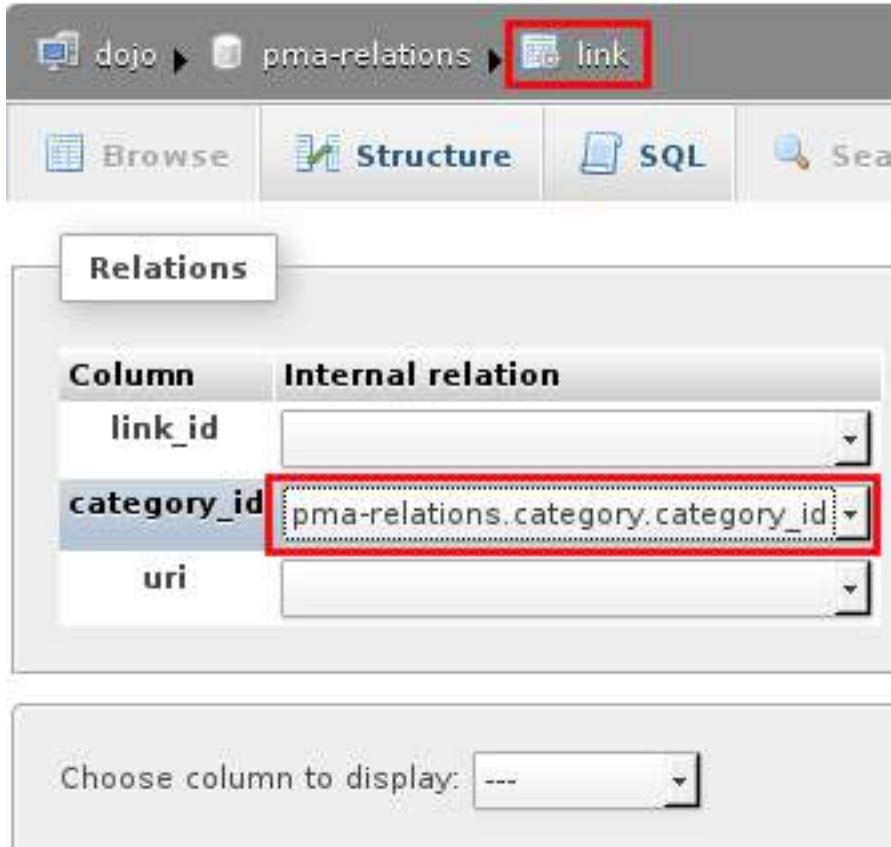 dojo pma-relations link
Browse Structure SQL Sea
Relations
Column Internal relation
link_id
category_id pma-relations.category.category_id
uri
Choose column to display: ---